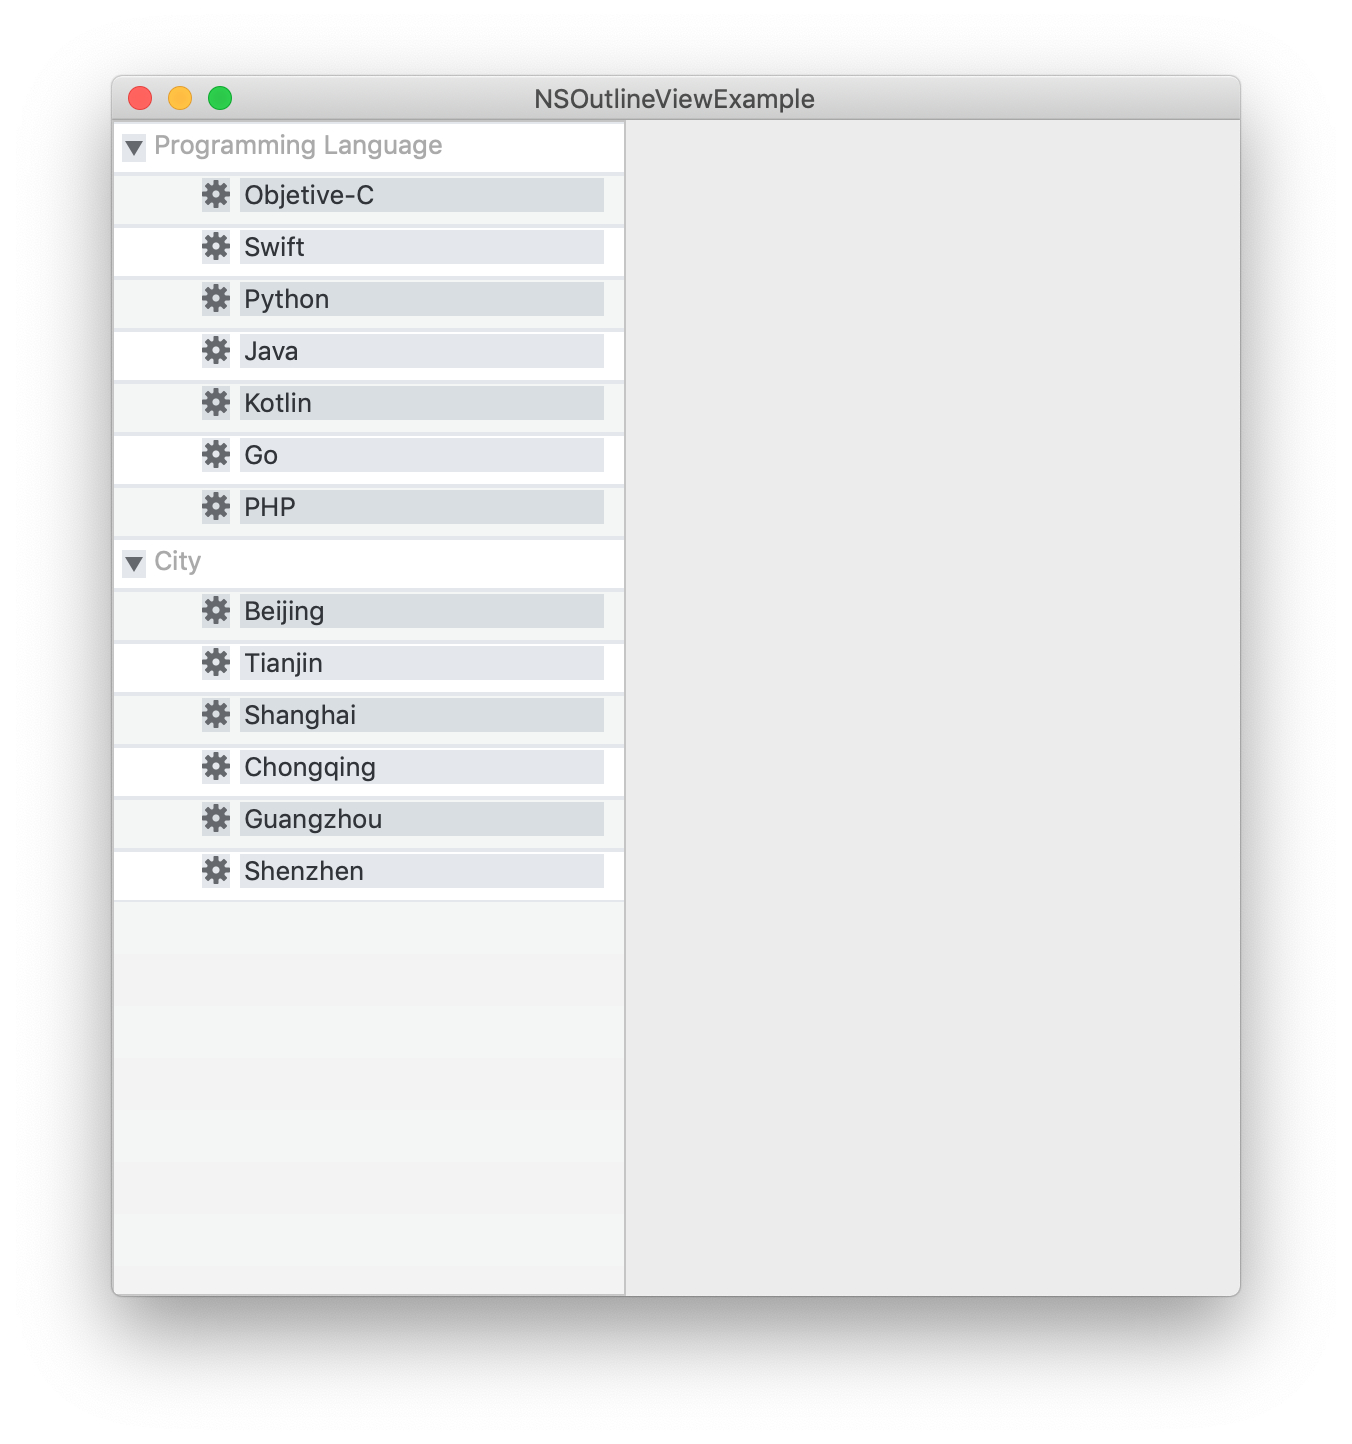 NSOutlineViewExample
Programming Language
Objetive-C
Swift
Python
Java
Kotlin
Go
PHP
City
Beijing
Tianjin
Shanghai
Chongqing
Guangzhou
Shenzhen